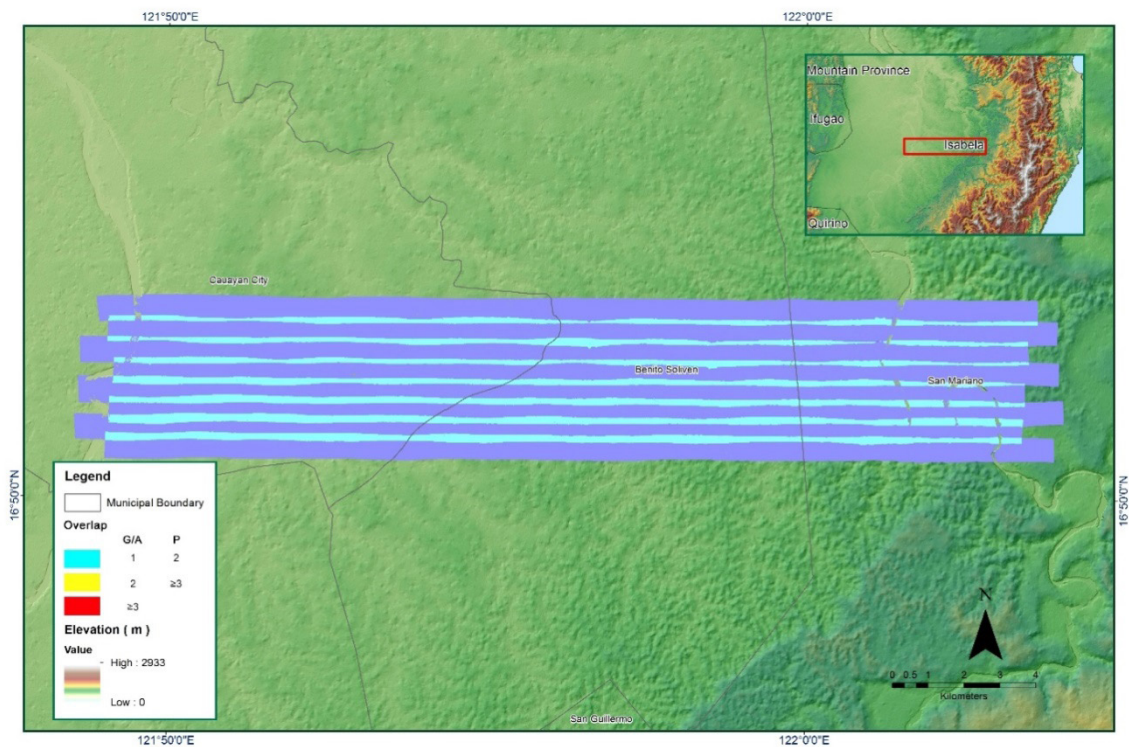 121°50'0"E 122°0'0"E
Mountain Province
Ifugao
Isabela
Quirino
Cauayan City
Benito Soliven
San Mariano
16°50'0"N 16°50'0"N
Legend
Municipal Boundary
Overlap
G/A P
1 2
2 ≥3
≥3
Elevation ( m )
Value
High : 2933
Low : 0
N
0 0.5 1 2 3 4
Kilometers
San Guillermo
121°50'0"E 122°0'0"E